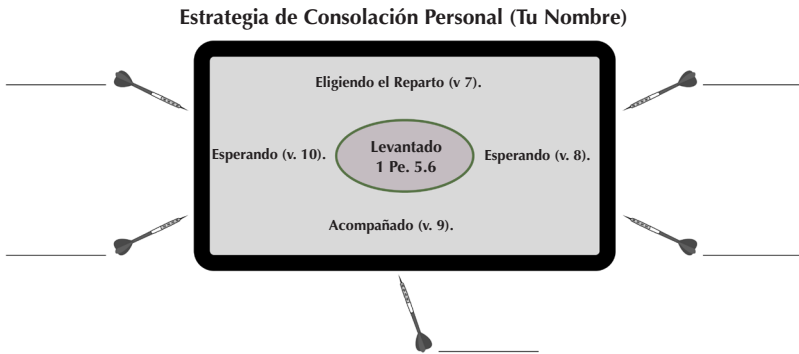 Estrategia de Consolación Personal (Tu Nombre)
Eligiendo el Reparto (v 7).
Esperando (v. 10).
Levantado
1 Pe. 5.6
Esperando (v. 8).
Acompañado (v. 9).